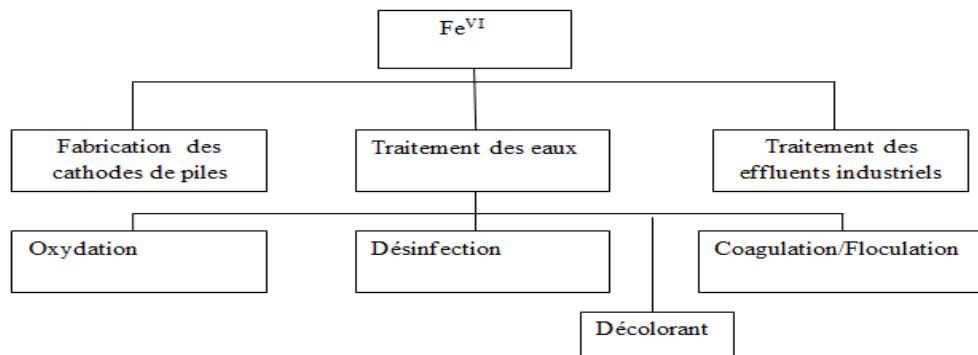 Fe^VI
Fabrication des
cathodes de piles
Traitement des eaux
Traitement des
effluents industriels
Oxydation
Désinfection
Coagulation/Floculation
Décolorant